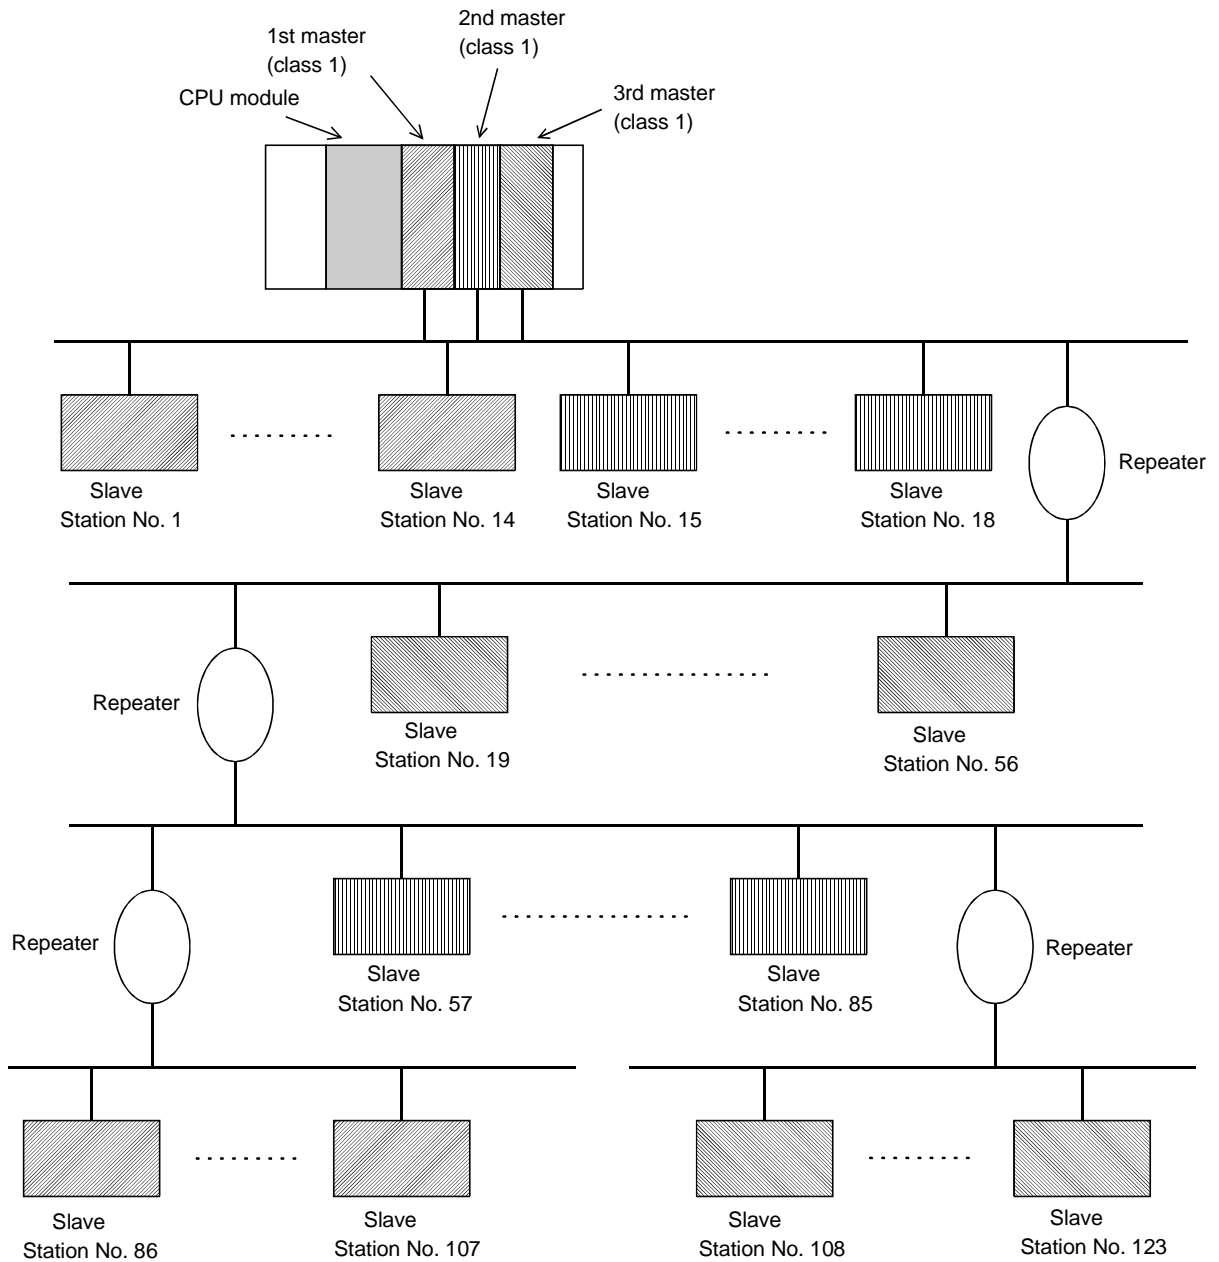 2nd master
(class 1)
1st master
(class 1)
3rd master
(class 1)
CPU module
Slave
Station No. 1
Slave
Station No. 14
Slave
Station No. 15
Slave
Station No. 18
Repeater
Repeater
Slave
Station No. 19
Slave
Station No. 56
Repeater
Slave
Station No. 57
Slave
Station No. 85
Repeater
Slave
Station No. 86
Slave
Station No. 107
Slave
Station No. 108
Slave
Station No. 123